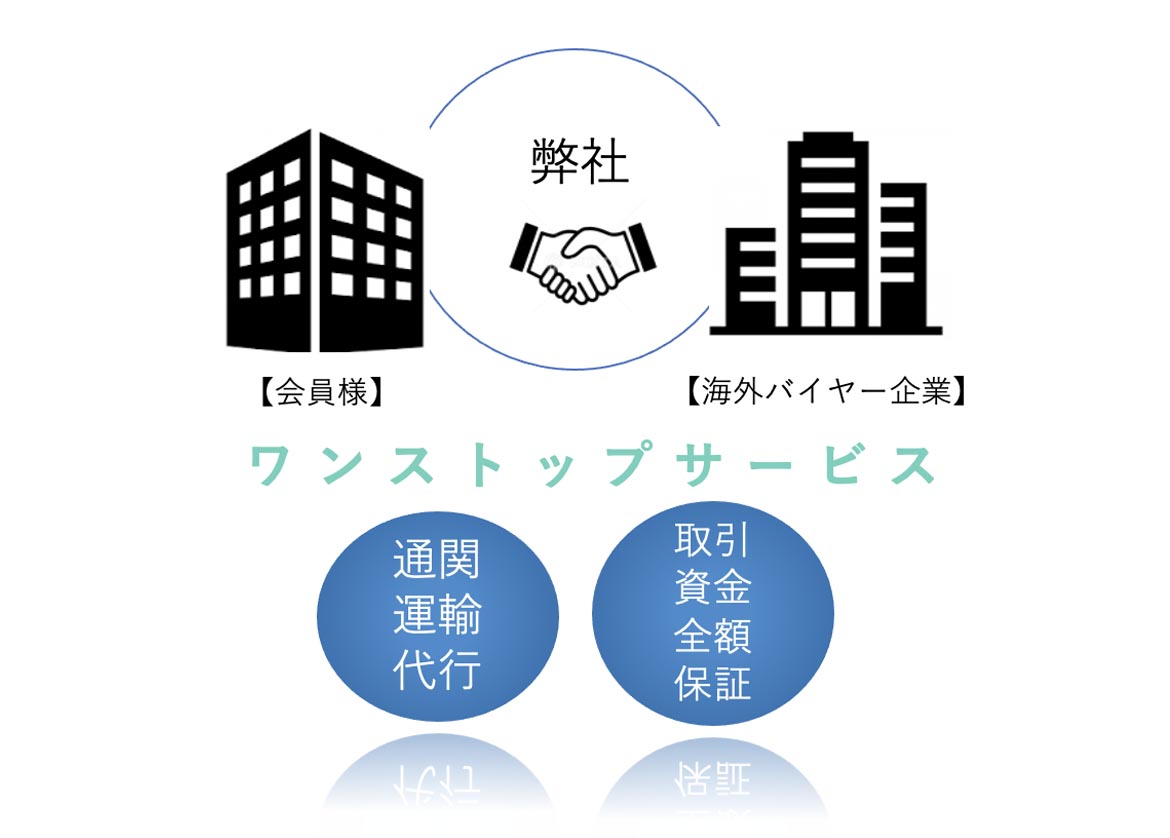 弊社
【会員様】
【海外バイヤー企業】
ワンストップサービス
通関
運輸
代行
取引
資金
全額
保証